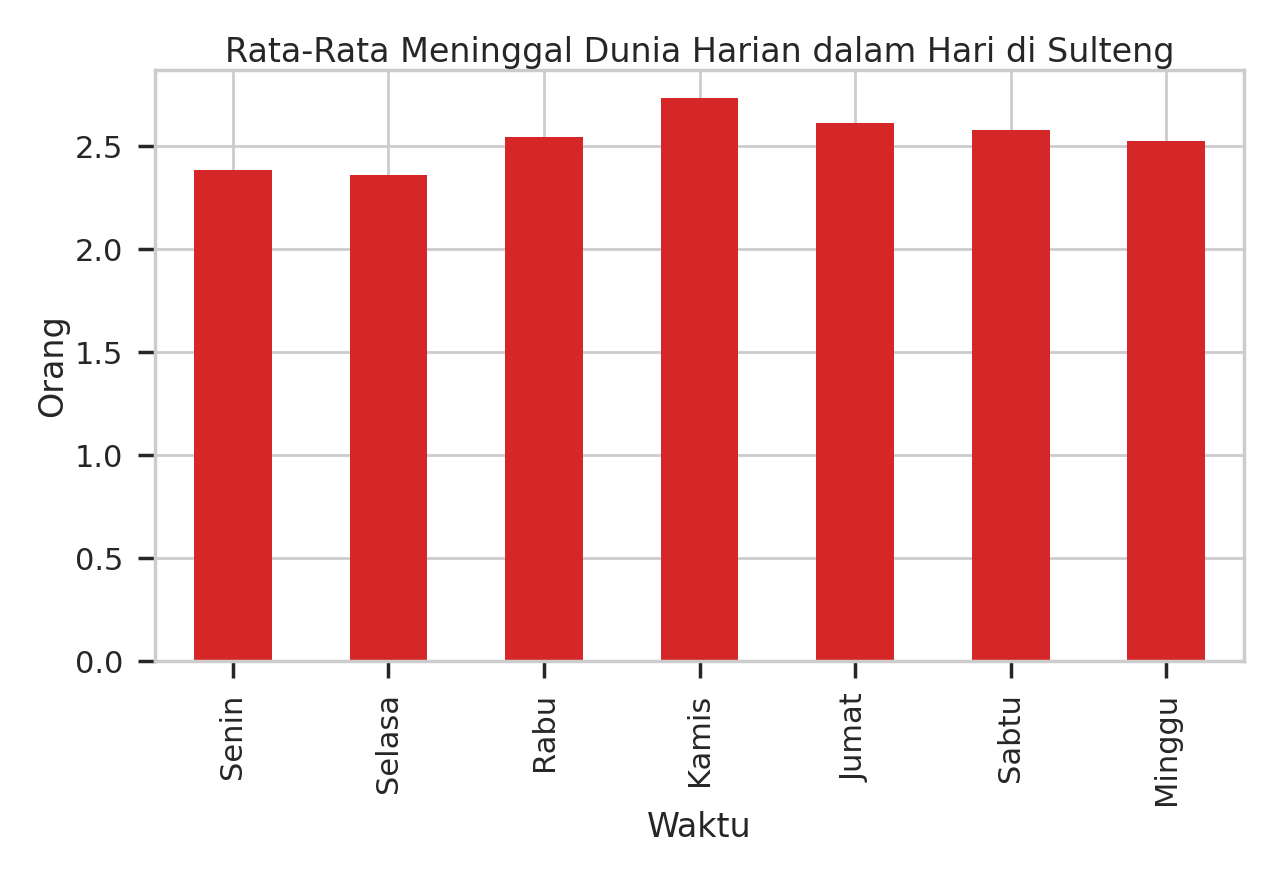 Rata-Rata Meninggal Dunia Harian dalam Hari di Sulteng
Orang
2.5
2.0
1.5
1.0
0.5
0.0
Senin
Selasa
Rabu
Kamis
Jumat
Sabtu
Minggu
Waktu